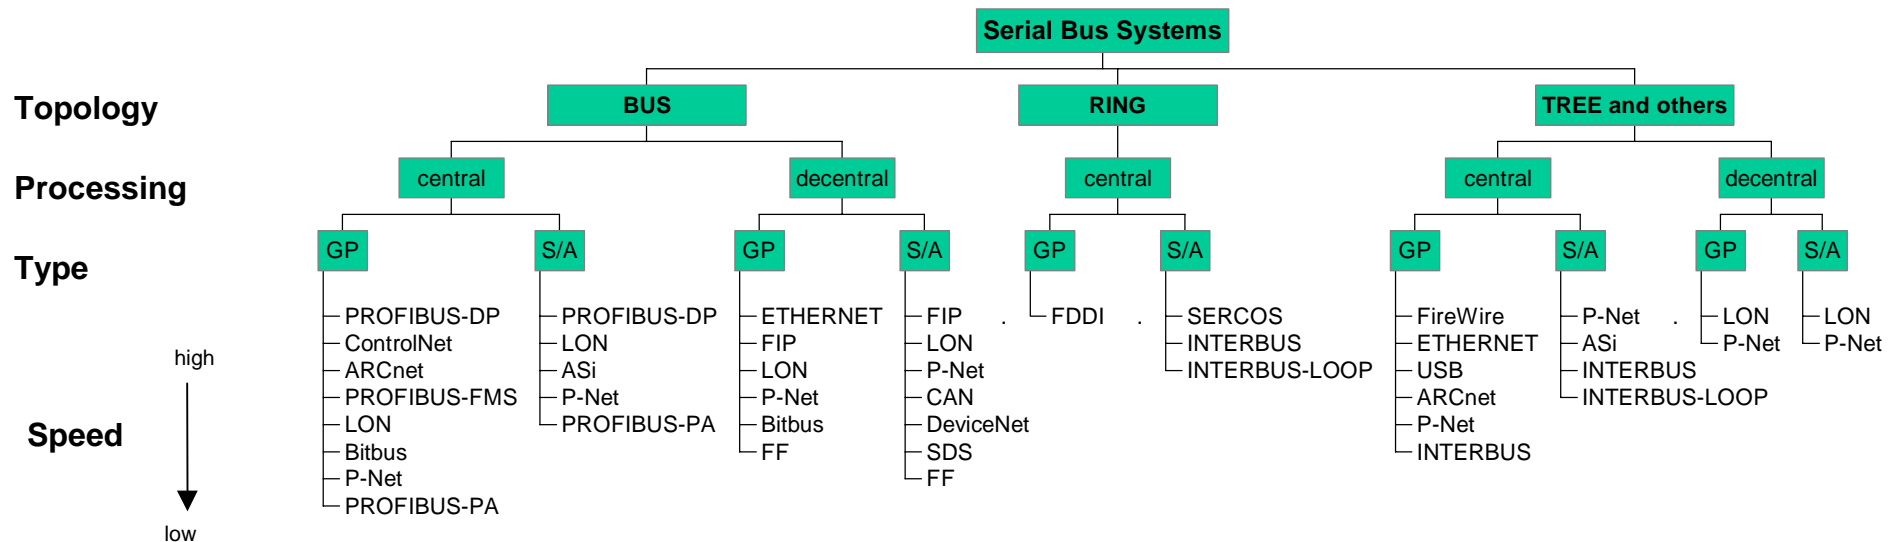 Serial Bus Systems
Topology BUS RING TREE and others
Processing central decentral central central decentral
Type GP S/A GP S/A GP S/A GP S/A GP S/A
PROFIBUS-DP PROFIBUS-DP ETHERNET FIP . FDDI . SERCOS FireWire P-Net . LON LON
ControlNet LON FIP LON INTERBUS ETHERNET ASi P-Net P-Net
high
ARCnet ASi LON P-Net INTERBUS-LOOP USB INTERBUS
PROFIBUS-FMS P-Net P-Net CAN ARCnet INTERBUS-LOOP
Speed LON PROFIBUS-PA Bitbus DeviceNet P-Net
Bitbus FF SDS INTERBUS
P-Net FF
PROFIBUS-PA
low